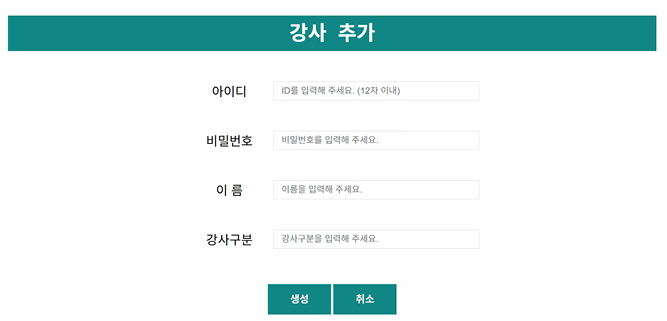 강사 추가
아이디 ID를 입력해 주세요. (12자 이내)
비밀번호 비밀번호를 입력해 주세요.
이 름 이름을 입력해 주세요.
강사구분 강사구분을 입력해 주세요.
생성 취소